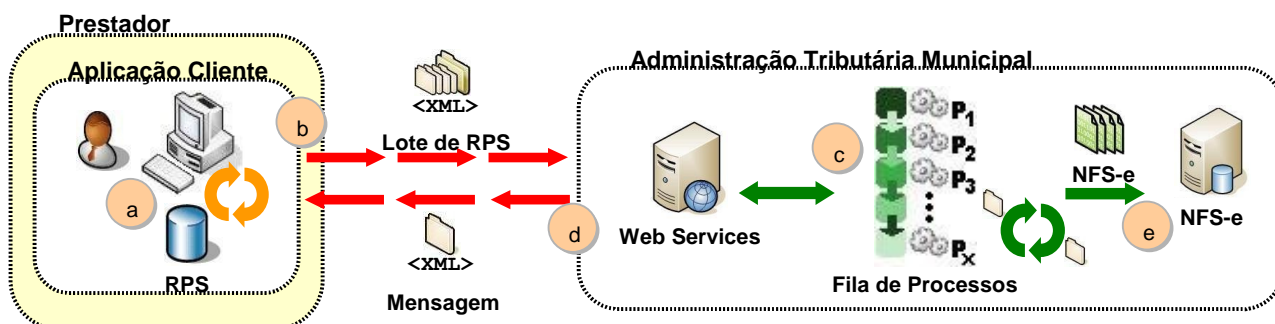 Prestador
Aplicação Cliente
a
RPS
b
<XML>
Lote de RPS
<XML>
Mensagem
d
Administração Tributária Municipal
Web Services
c
P1
P2
P3
Px
Fila de Processos
NFS-e
e
NFS-e